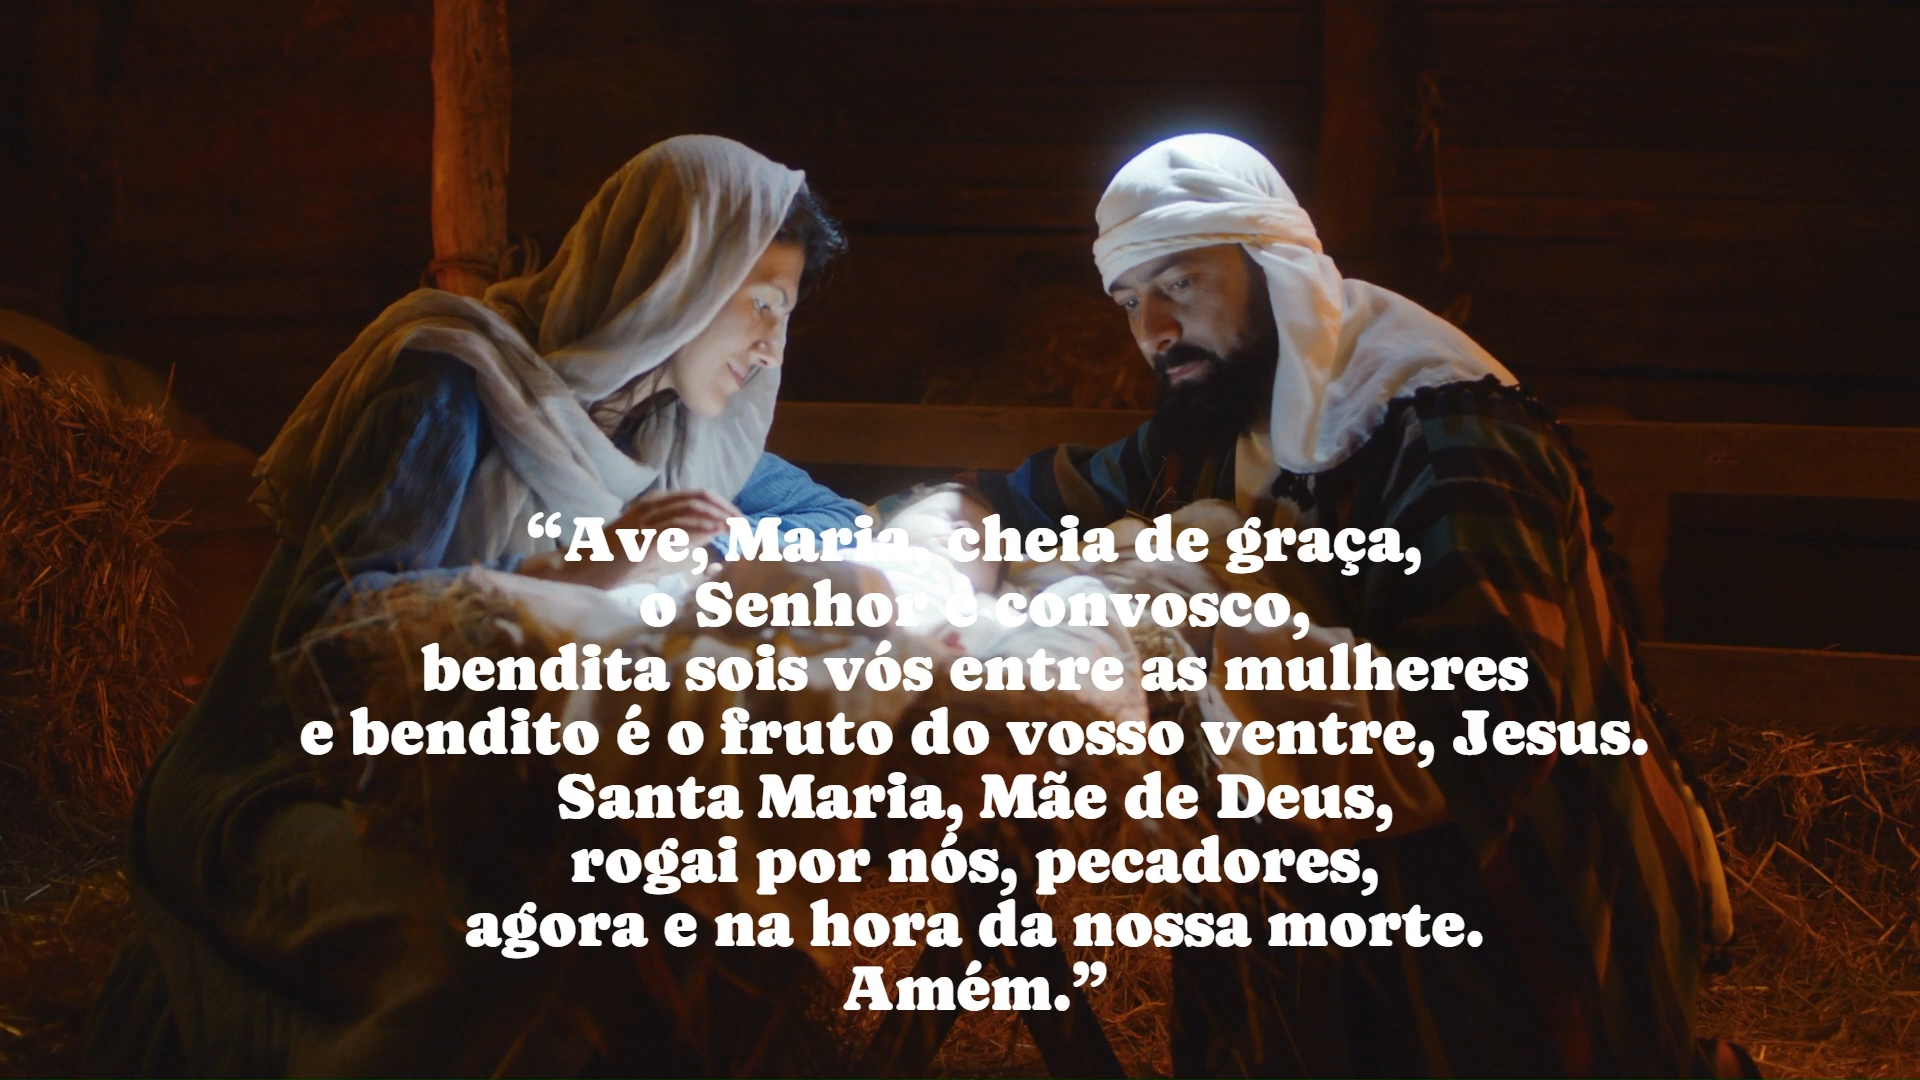 “Ave, Maria, cheia de graça,
o Senhor é convosco,
bendita sois vós entre as mulheres
e bendito é o fruto do vosso ventre, Jesus.
Santa Maria, Mãe de Deus,
rogai por nós, pecadores,
agora e na hora da nossa morte.
Amém.”